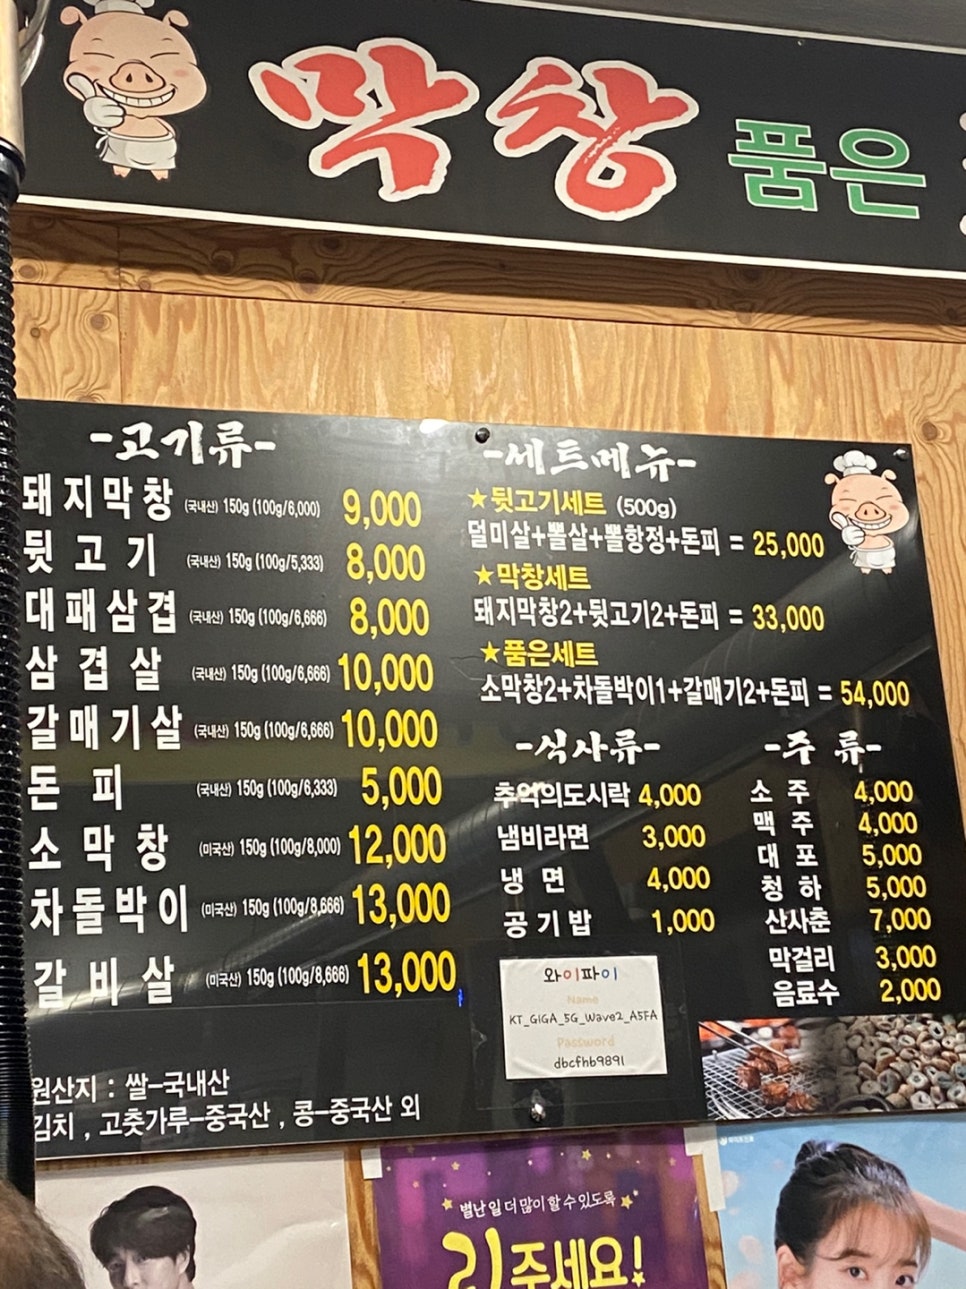 막창 품은
-고기류-
돼지막창 (국내산) 150g (100g/6,000) 9,000
뒷고기 (국내산) 150g (100g/5,333) 8,000
대패삼겹 (국내산) 150g (100g/6,666) 8,000
삼겹살 (국내산) 150g (100g/6,666) 10,000
갈매기살 (국내산) 150g (100g/6,666) 10,000
돈피 (국내산) 150g (100g/6,333) 5,000
소막창 (미국산) 150g (100g/8,000) 12,000
차돌박이 (미국산) 150g (100g/8,666) 13,000
갈비살 (미국산) 150g (100g/8,666) 13,000
원산지 : 쌀-국내산
김치 , 고춧가루-중국산 , 콩-중국산 외
-세트메뉴-
★뒷고기세트 (500g)
덜미살+뽈살+뽈항정+돈피 = 25,000
★막창세트
돼지막창2+뒷고기2+돈피 = 33,000
★품은세트
소막창2+차돌박이1+갈매기2+돈피 = 54,000
-식사류-
추억의도시락 4,000
냄비라면 3,000
냉면 4,000
공기밥 1,000
-주류-
소주 4,000
맥주 4,000
대포 5,000
청하 5,000
산사춘 7,000
막걸리 3,000
음료수 2,000
와이파이
Name
KT_GIGA_5G_Wave2_A5FA
Password
dbcfhb9891
별난 일 더 많이 할 수 있도록
주세요!